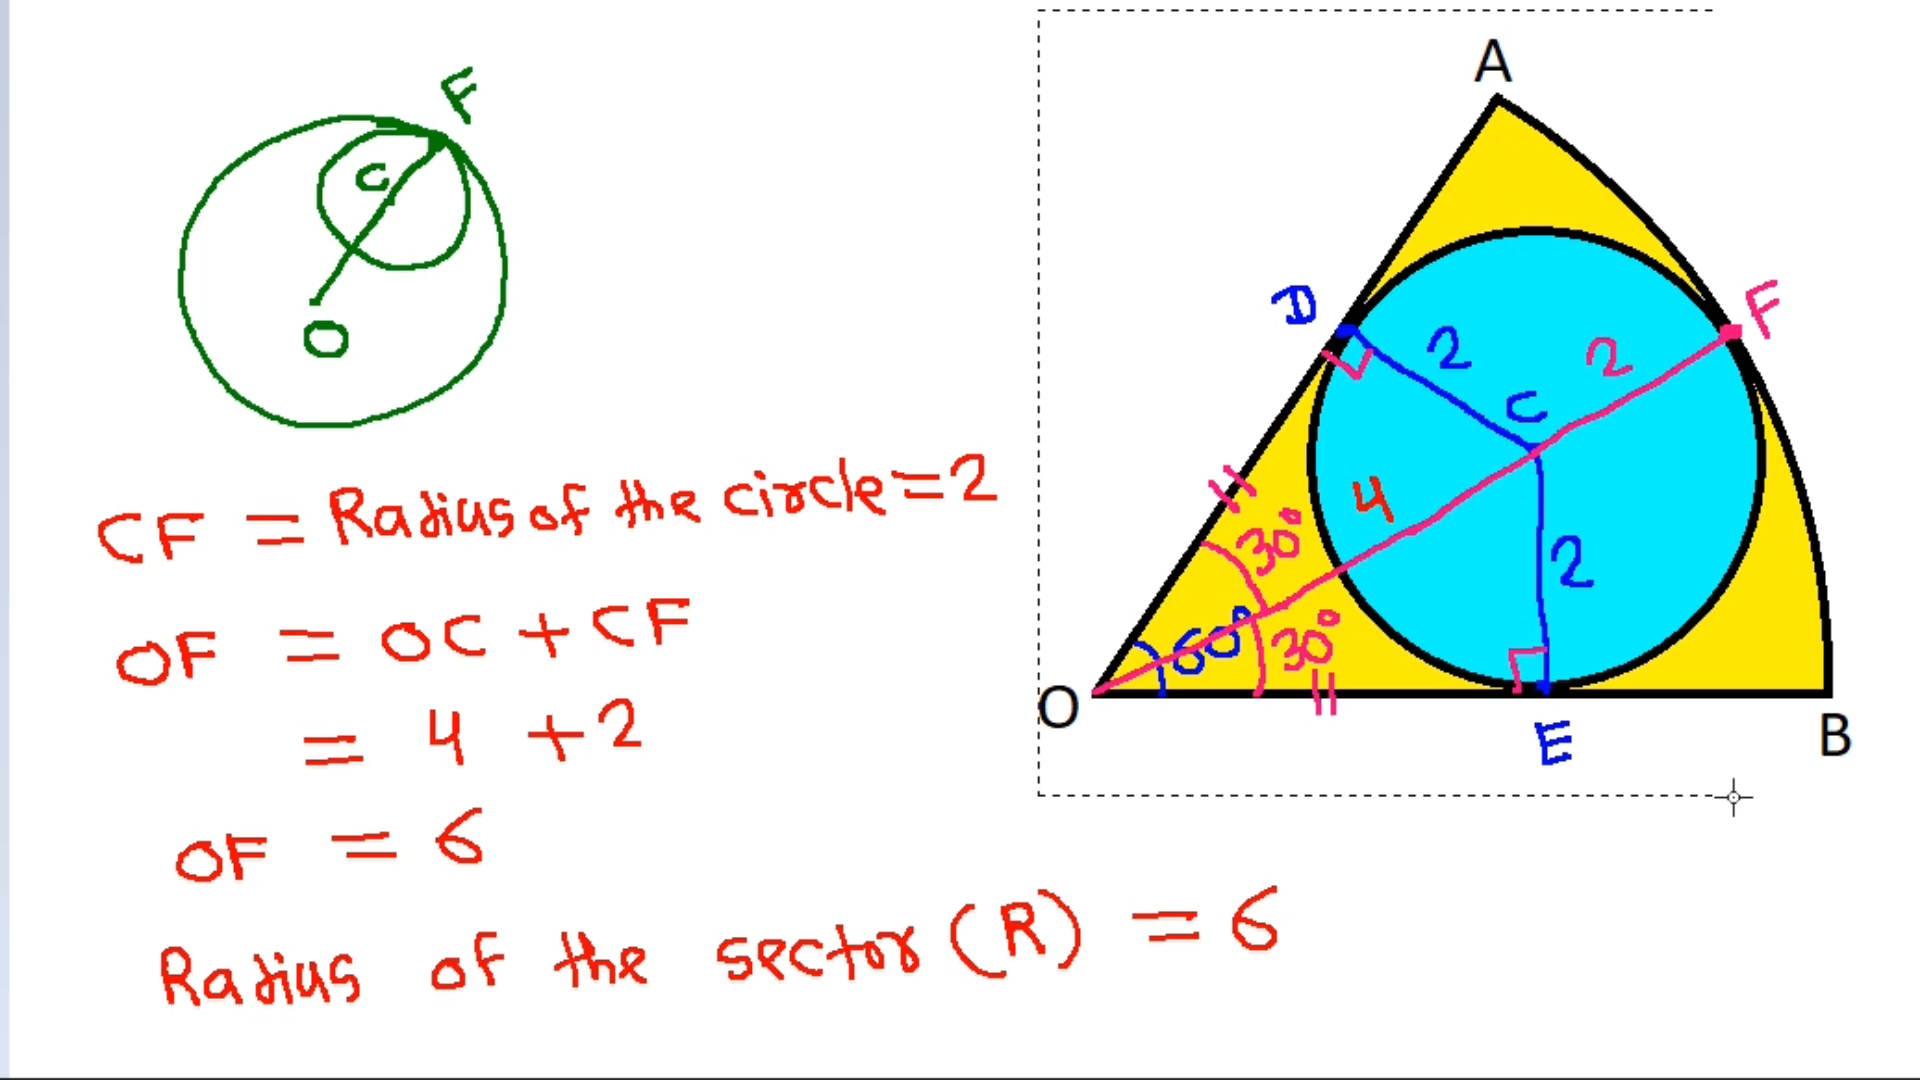 F
C
O
CF = Radius of the circle = 2
OF = OC + CF
= 4 + 2
OF = 6
Radius of the sector (R) = 6
A
D
F
2
2
C
4
2
30°
60°
30°
O
E
B